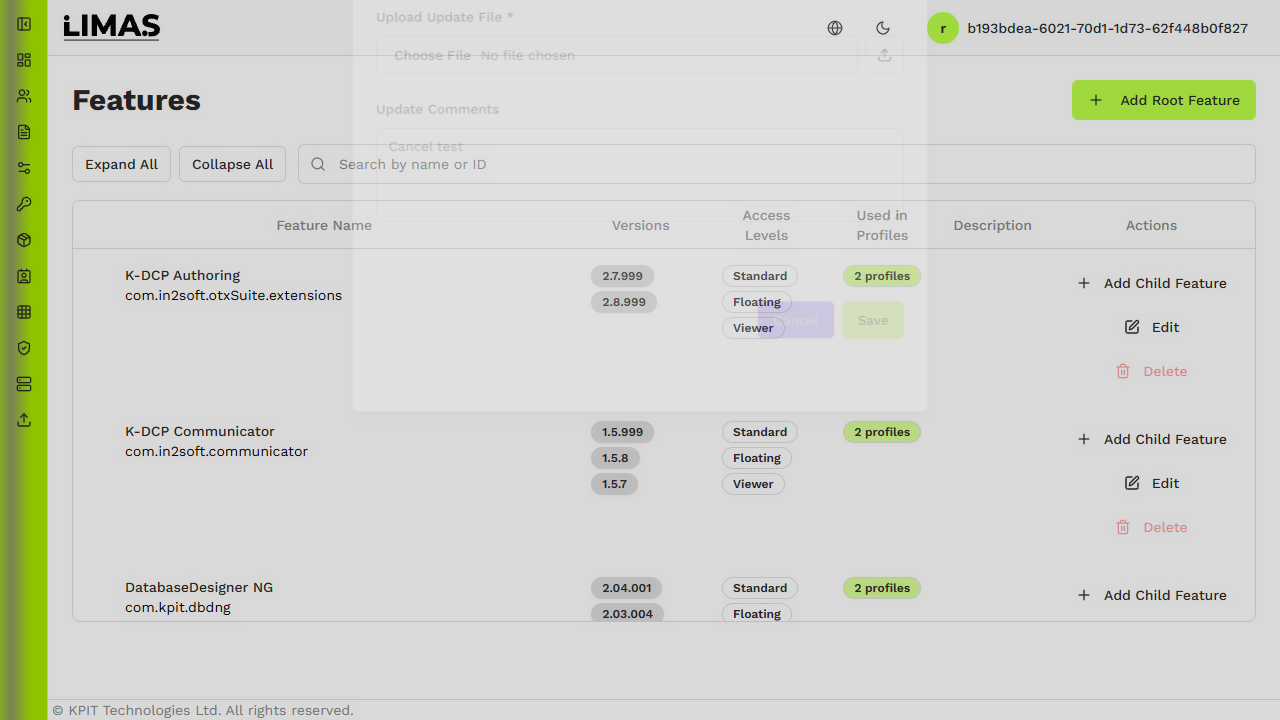 LIMAS
r
b193bdea-6021-70d1-1d73-62f448b0f827
Upload Update File *
Choose File No file chosen
Update Comments
Cancel test
Cancel
Save
Features
Add Root Feature
Expand All
Collapse All
Search by name or ID
Feature Name
Versions
Access Levels
Used in Profiles
Description
Actions
K-DCP Authoring
com.in2soft.otxSuite.extensions
2.7.999
2.8.999
Standard
Floating
Viewer
2 profiles
Add Child Feature
Edit
Delete
K-DCP Communicator
com.in2soft.communicator
1.5.999
1.5.8
1.5.7
Standard
Floating
Viewer
2 profiles
Add Child Feature
Edit
Delete
DatabaseDesigner NG
com.kpit.dbdng
2.04.001
2.03.004
Standard
Floating
2 profiles
Add Child Feature
© KPIT Technologies Ltd. All rights reserved.